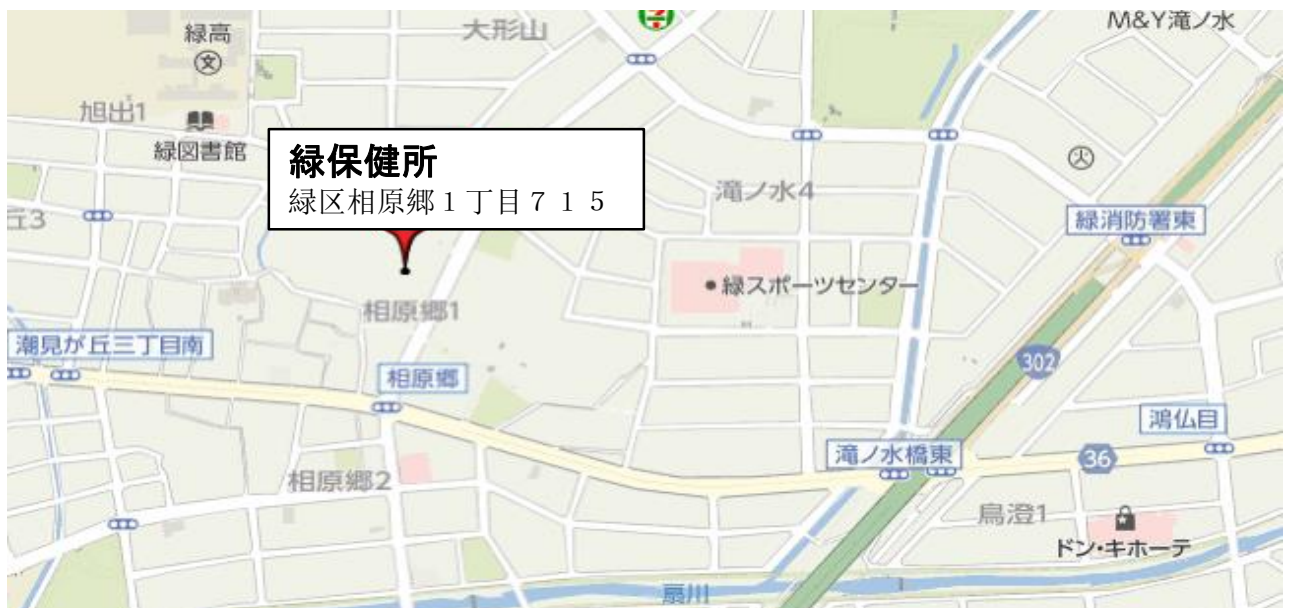 緑高
文
大形山
7
M&Y滝ノ水
旭出1
緑図書館
緑保健所
緑区相原郷１丁目７１５
火
滝ノ水4
丘3
緑消防署東
緑スポーツセンター
相原郷1
潮見が丘三丁目南
302
相原郷
鴻仏目
滝ノ水橋東
36
相原郷2
鳥澄1
ドン・キホーテ
扇川